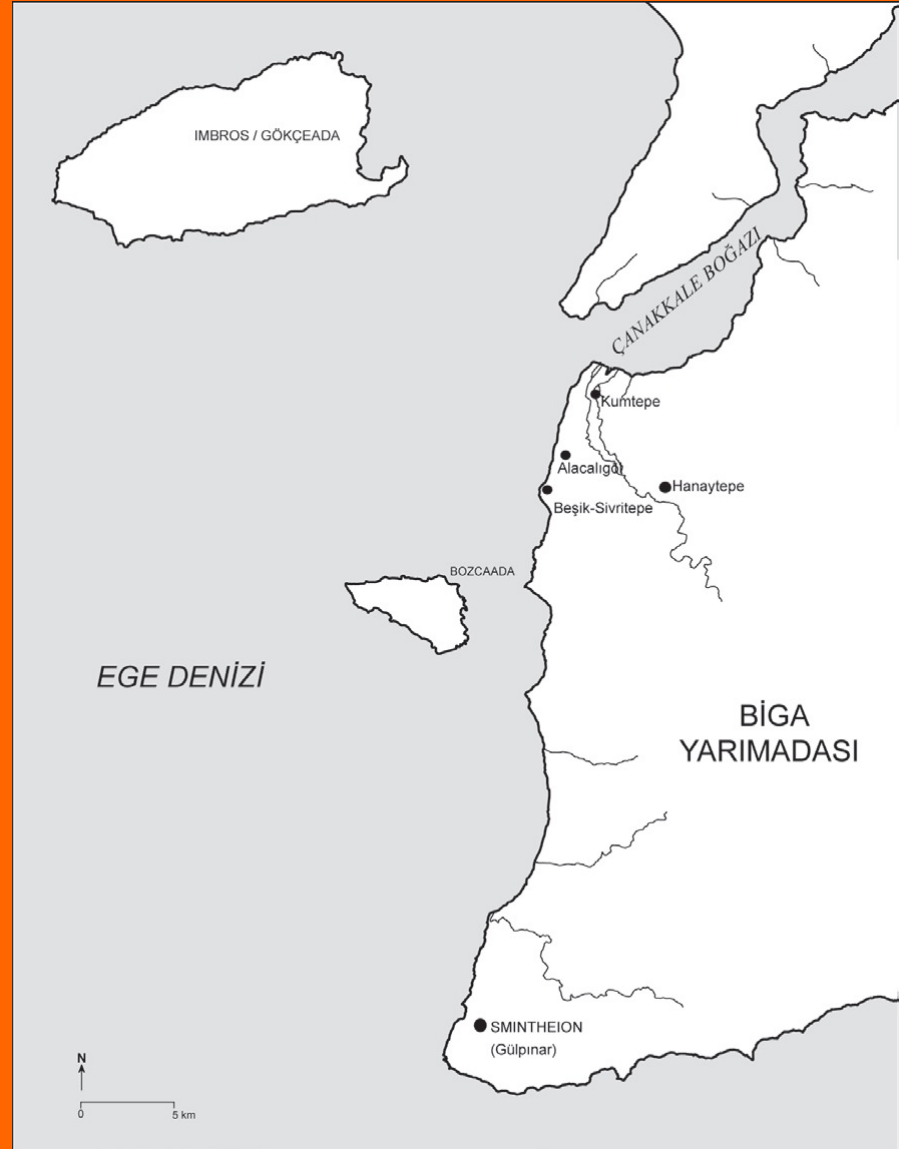 IMBROS / GÖKÇEADA
ÇANAKKALE BOĞAZI
Kumtepe
Alacalıgöl
Hanaytepe
Beşik-Sivritepe
BOZCAADA
EGE DENİZİ
BİGA
YARIMADASI
SMINTHEION
(Gülpınar)
N
0 5 km